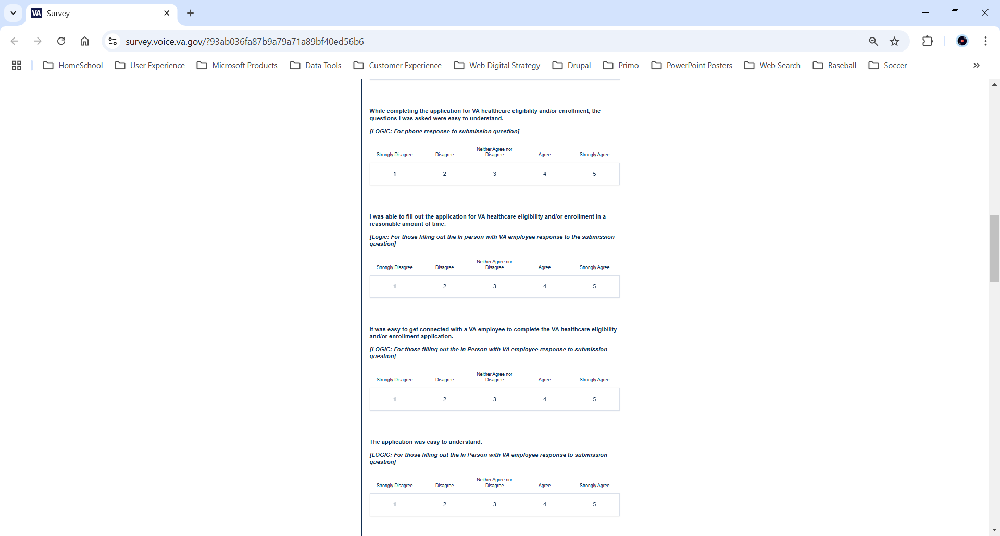 VA Survey
survey.voice.va.gov/?93ab036fa87b9a79a71a89bf40ed56b6
HomeSchool User Experience Microsoft Products Data Tools Customer Experience Web Digital Strategy Drupal Primo PowerPoint Posters Web Search Baseball Soccer
While completing the application for VA healthcare eligibility and/or enrollment, the
questions I was asked were easy to understand.
[LOGIC: For phone response to submission question]
Neither Agree nor
Strongly Disagree Disagree Disagree Agree Strongly Agree
1 2 3 4 5
I was able to fill out the application for VA healthcare eligibility and/or enrollment in a
reasonable amount of time.
[Logic: For those filling out the In person with VA employee response to the submission
question]
Neither Agree nor
Strongly Disagree Disagree Disagree Agree Strongly Agree
1 2 3 4 5
It was easy to get connected with a VA employee to complete the VA healthcare eligibility
and/or enrollment application.
[LOGIC: For those filling out the In Person with VA employee response to submission
question]
Neither Agree nor
Strongly Disagree Disagree Disagree Agree Strongly Agree
1 2 3 4 5
The application was easy to understand.
[LOGIC: For those filling out the In Person with VA employee response to submission
question]
Neither Agree nor
Strongly Disagree Disagree Disagree Agree Strongly Agree
1 2 3 4 5